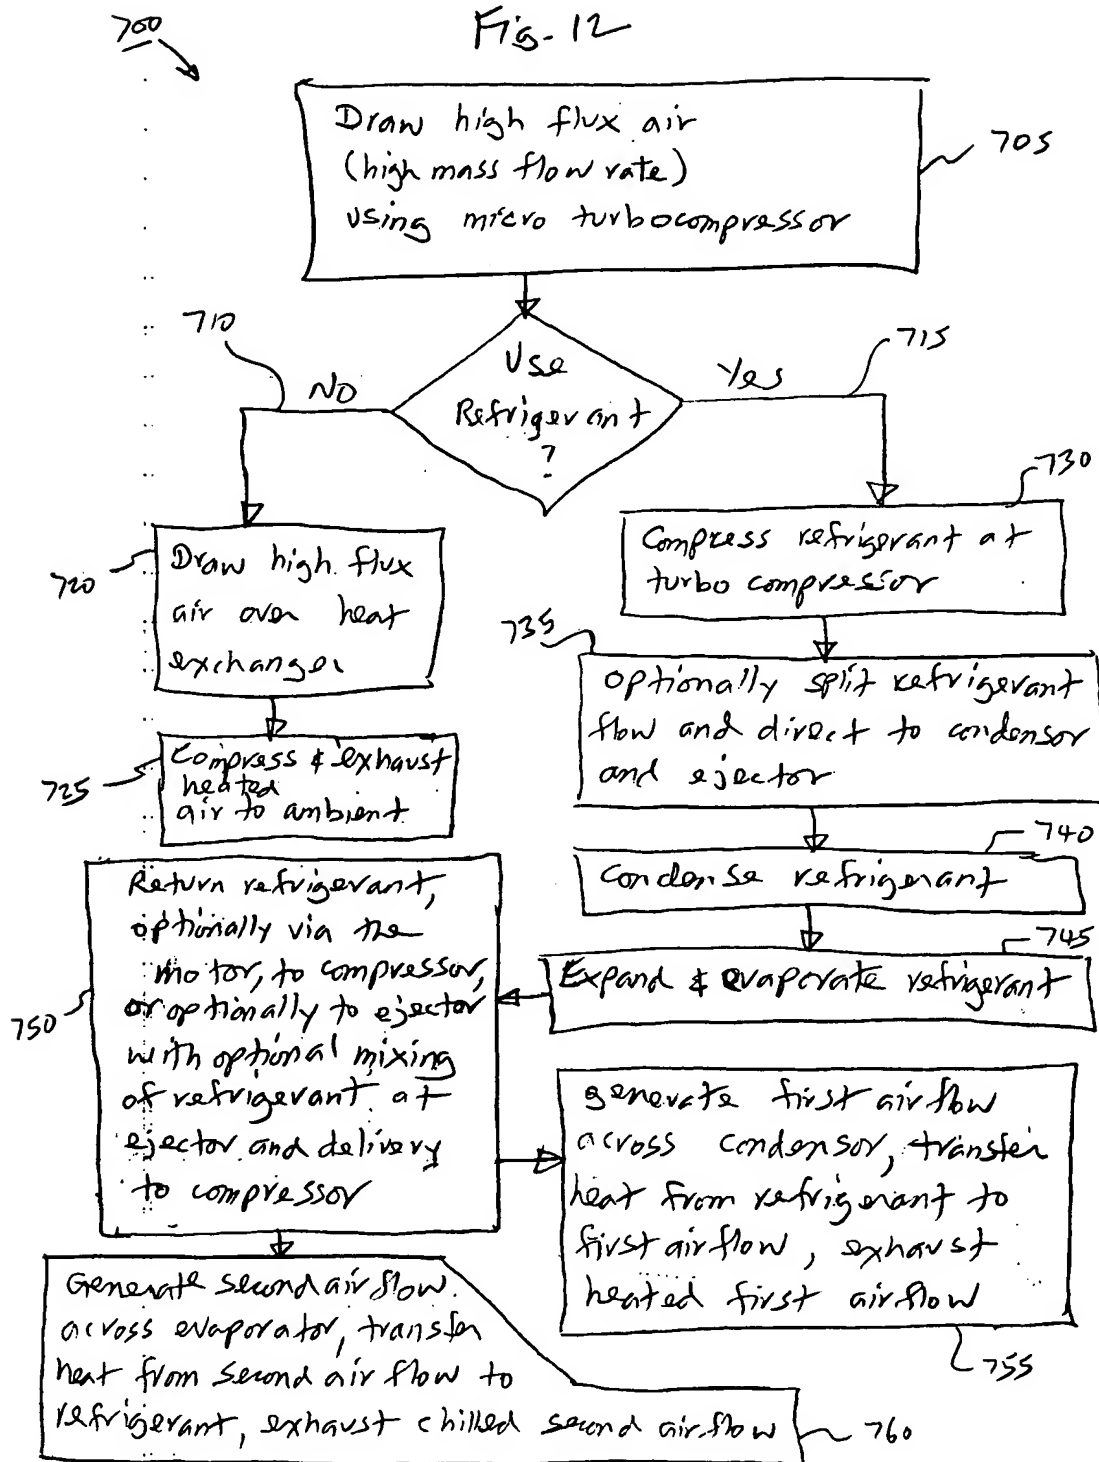 700
Fig. 12
Draw high flux air
(high mass flow rate)
using micro turbocompressor
705
710
No
Use
Refrigerant
?
Yes
715
720
Draw high flux
air over heat
exchanger
725
Compress & exhaust
heated
air to ambient.
730
Compress refrigerant at
turbo compressor
735
Optionally split refrigerant
flow and direct to condensor
and ejector
740
Condense refrigerant
745
Expand & evaporate refrigerant
750
Return refrigerant,
optionally via the
motor, to compressor,
or optionally to ejector
with optional mixing
of refrigerant at
ejector and delivery
to compressor
generate first airflow
across condensor, transfer
heat from refrigerant to
first airflow, exhaust
heated first airflow
755
Generate second airflow
across evaporator, transfer
heat from second air flow to
refrigerant, exhaust chilled second airflow
760